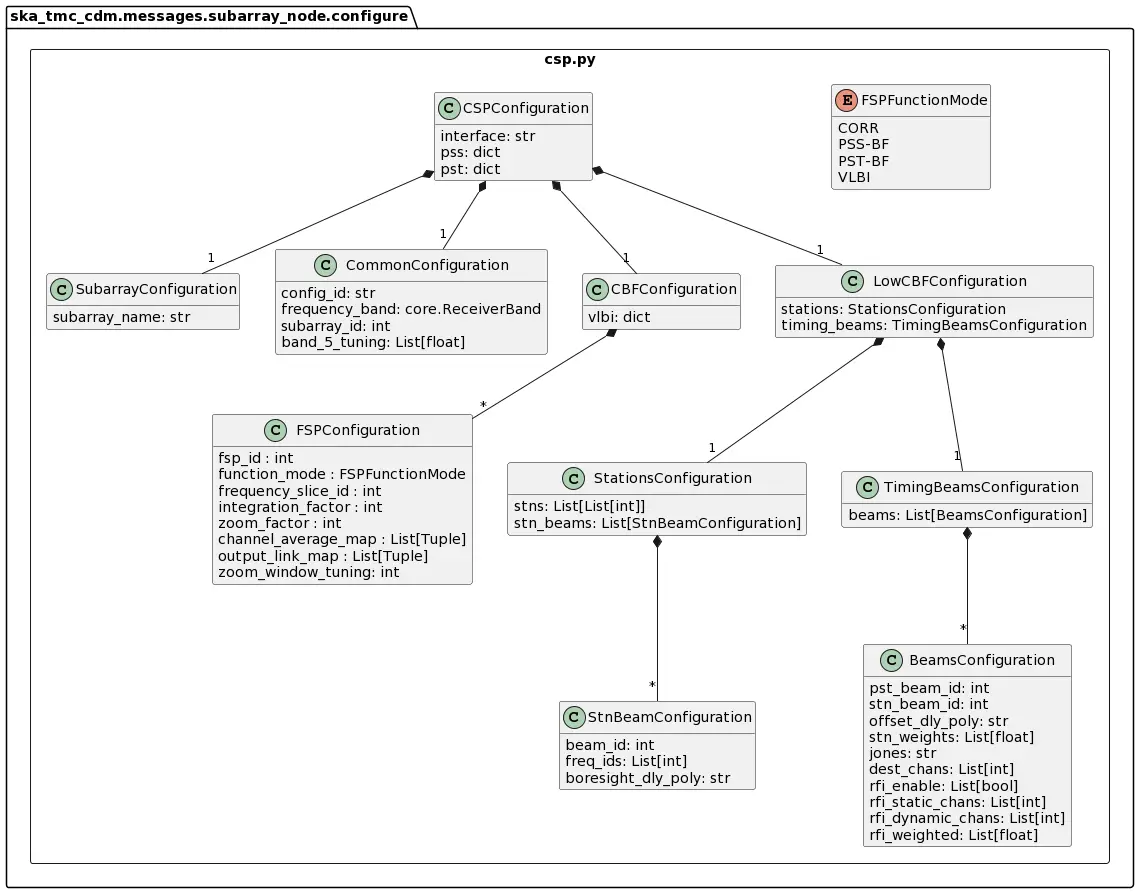 ska_tmc_cdm.messages.subarray_node.configure
csp.py
C CSPConfiguration
interface: str
pss: dict
pst: dict
E FSPFunctionMode
CORR
PSS-BF
PST-BF
VLBI
1
1
1
1
C SubarrayConfiguration
subarray_name: str
C CommonConfiguration
config_id: str
frequency_band: core.ReceiverBand
subarray_id: int
band_5_tuning: List[float]
C CBFConfiguration
vlbi: dict
C LowCBFConfiguration
stations: StationsConfiguration
timing_beams: TimingBeamsConfiguration
*
1
1
C FSPConfiguration
fsp_id : int
function_mode : FSPFunctionMode
frequency_slice_id : int
integration_factor : int
zoom_factor : int
channel_average_map : List[Tuple]
output_link_map : List[Tuple]
zoom_window_tuning: int
C StationsConfiguration
stns: List[List[int]]
stn_beams: List[StnBeamConfiguration]
C TimingBeamsConfiguration
beams: List[BeamsConfiguration]
*
*
C StnBeamConfiguration
beam_id: int
freq_ids: List[int]
boresight_dly_poly: str
C BeamsConfiguration
pst_beam_id: int
stn_beam_id: int
offset_dly_poly: str
stn_weights: List[float]
jones: str
dest_chans: List[int]
rfi_enable: List[bool]
rfi_static_chans: List[int]
rfi_dynamic_chans: List[int]
rfi_weighted: List[float]